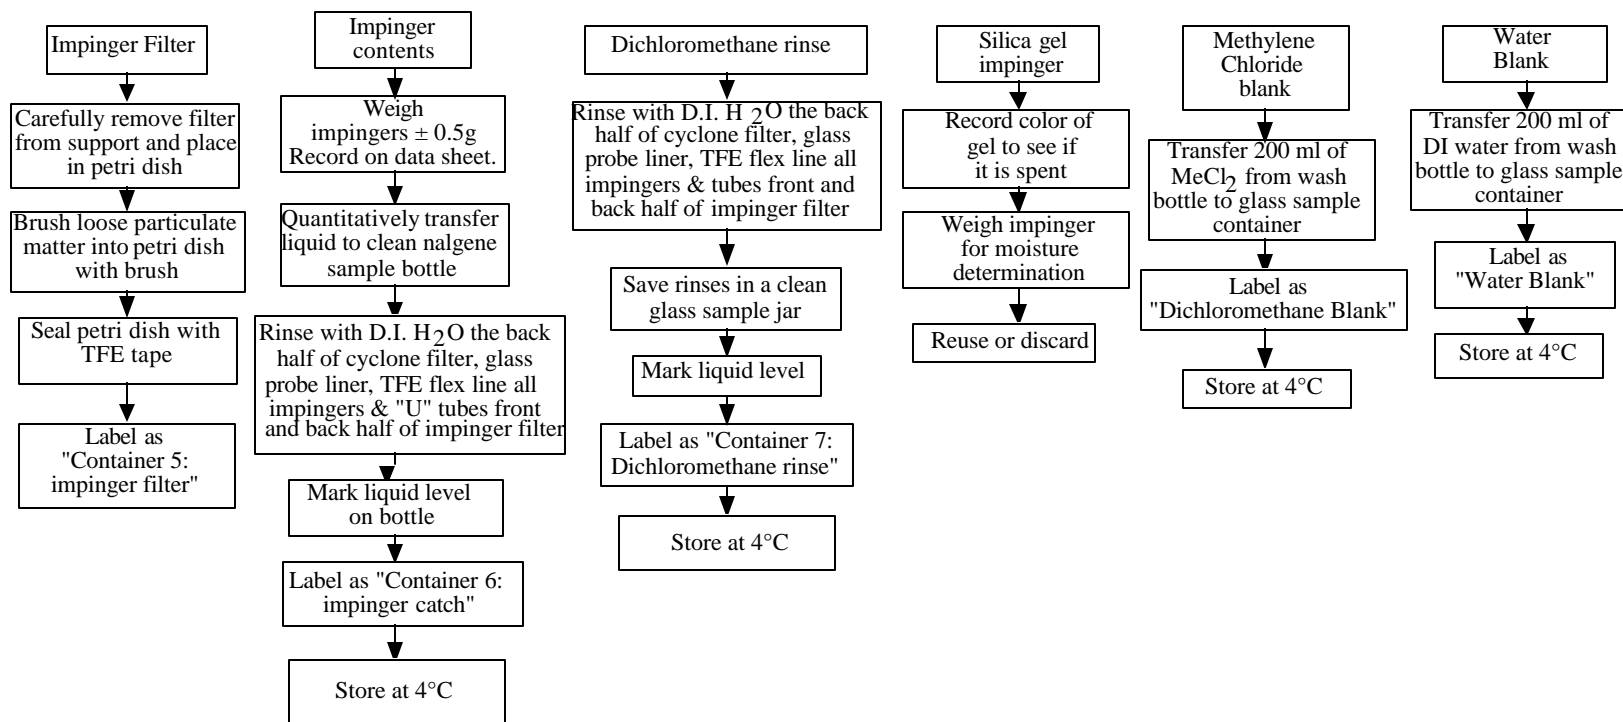 Impinger Filter
Carefully remove filter
from support and place
in petri dish
Brush loose particulate
matter into petri dish
with brush
Seal petri dish with
TFE tape
Label as
"Container 5:
impinger filter"
Impinger
contents
Weigh
impingers ± 0.5g
Record on data sheet.
Quantitatively transfer
liquid to clean nalgene
sample bottle
Rinse with D.I. H2O the back
half of cyclone filter, glass
probe liner, TFE flex line all
impingers & "U" tubes front
and back half of impinger filter
Mark liquid level
on bottle
Label as "Container 6:
impinger catch"
Store at 4°C
Dichloromethane rinse
Rinse with D.I. H2O the back
half of cyclone filter, glass
probe liner, TFE flex line all
impingers & tubes front and
back half of impinger filter
Save rinses in a clean
glass sample jar
Mark liquid level
Label as "Container 7:
Dichloromethane rinse"
Store at 4°C
Silica gel
impinger
Record color of
gel to see if
it is spent
Weigh impinger
for moisture
determination
Reuse or discard
Methylene
Chloride
blank
Transfer 200 ml of
MeCl2 from wash
bottle to glass sample
container
Label as
"Dichloromethane Blank"
Store at 4°C
Water
Blank
Transfer 200 ml of
DI water from wash
bottle to glass sample
container
Label as
"Water Blank"
Store at 4°C